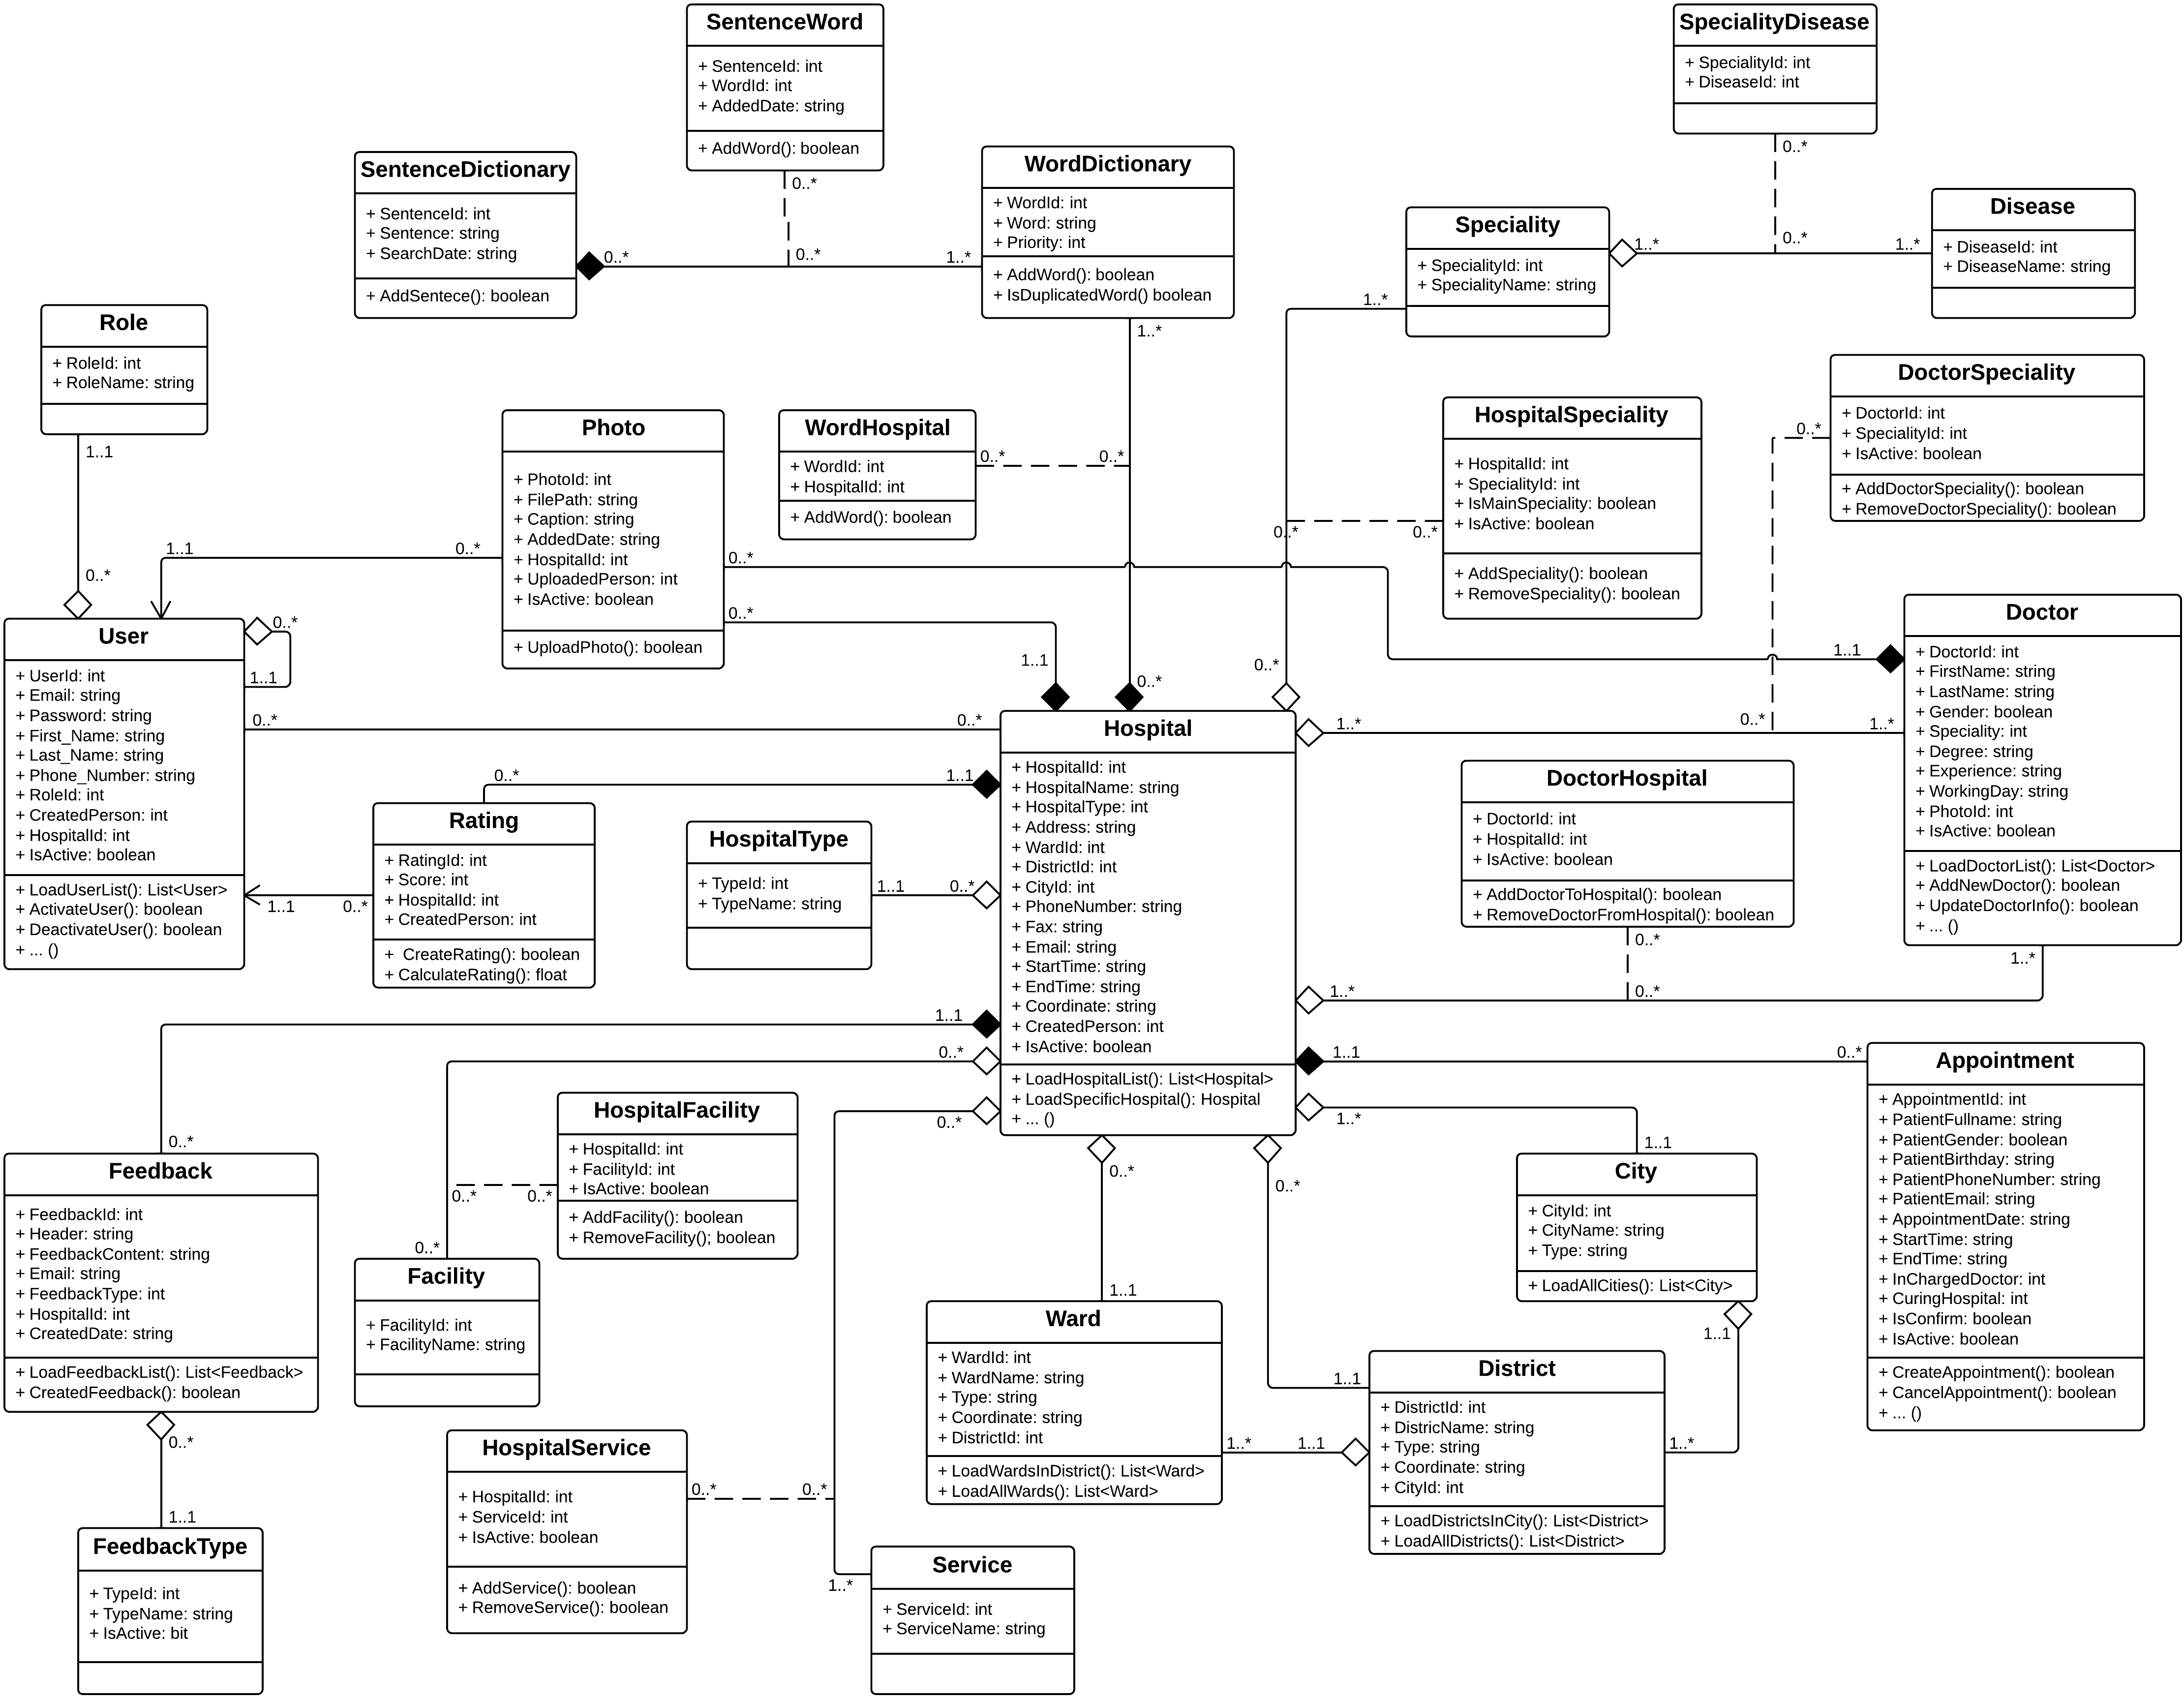 SentenceWord
+ SentenceId: int
+ WordId: int
+ AddedDate: string
+ AddWord(): boolean
0..*
SpecialityDisease
+ SpecialityId: int
+ DiseaseId: int
0..*
SentenceDictionary
+ SentenceId: int
+ Sentence: string
+ SearchDate: string
+ AddSentece(): boolean
0..*
0..*
1..*
WordDictionary
+ WordId: int
+ Word: string
+ Priority: int
+ AddWord(): boolean
+ IsDuplicatedWord() boolean
1..*
Speciality
+ SpecialityId: int
+ SpecialityName: string
1..*
1..*
0..*
1..*
Disease
+ DiseaseId: int
+ DiseaseName: string
Role
+ RoleId: int
+ RoleName: string
1..1
0..*
Photo
+ PhotoId: int
+ FilePath: string
+ Caption: string
+ AddedDate: string
+ HospitalId: int
+ UploadedPerson: int
+ IsActive: boolean
+ UploadPhoto(): boolean
1..1
0..*
0..*
0..*
1..1
WordHospital
+ WordId: int
+ HospitalId: int
+ AddWord(): boolean
0..*
0..*
0..*
HospitalSpeciality
+ HospitalId: int
+ SpecialityId: int
+ IsMainSpeciality: boolean
+ IsActive: boolean
+ AddSpeciality(): boolean
+ RemoveSpeciality(): boolean
0..*
0..*
0..*
DoctorSpeciality
+ DoctorId: int
+ SpecialityId: int
+ IsActive: boolean
+ AddDoctorSpeciality(): boolean
+ RemoveDoctorSpeciality(): boolean
0..*
User
+ UserId: int
+ Email: string
+ Password: string
+ First_Name: string
+ Last_Name: string
+ Phone_Number: string
+ RoleId: int
+ CreatedPerson: int
+ HospitalId: int
+ IsActive: boolean
+ LoadUserList(): List<User>
+ ActivateUser(): boolean
+ DeactivateUser(): boolean
+ ... ()
0..*
1..1
0..*
0..*
Rating
+ RatingId: int
+ Score: int
+ HospitalId: int
+ CreatedPerson: int
+ CreateRating(): boolean
+ CalculateRating(): float
0..*
1..1
1..1
0..*
HospitalType
+ TypeId: int
+ TypeName: string
1..1
0..*
Hospital
+ HospitalId: int
+ HospitalName: string
+ HospitalType: int
+ Address: string
+ WardId: int
+ DistrictId: int
+ CityId: int
+ PhoneNumber: string
+ Fax: string
+ Email: string
+ StartTime: string
+ EndTime: string
+ Coordinate: string
+ CreatedPerson: int
+ IsActive: boolean
+ LoadHospitalList(): List<Hospital>
+ LoadSpecificHospital(): Hospital
+ ... ()
1..*
0..*
1..*
1..1
Doctor
+ DoctorId: int
+ FirstName: string
+ LastName: string
+ Gender: boolean
+ Speciality: int
+ Degree: string
+ Experience: string
+ WorkingDay: string
+ PhotoId: int
+ IsActive: boolean
+ LoadDoctorList(): List<Doctor>
+ AddNewDoctor(): boolean
+ UpdateDoctorInfo(): boolean
+ ... ()
1..*
DoctorHospital
+ DoctorId: int
+ HospitalId: int
+ IsActive: boolean
+ AddDoctorToHospital(): boolean
+ RemoveDoctorFromHospital(): boolean
0..*
1..*
0..*
1..1
0..*
Feedback
+ FeedbackId: int
+ Header: string
+ FeedbackContent: string
+ Email: string
+ FeedbackType: int
+ HospitalId: int
+ CreatedDate: string
+ LoadFeedbackList(): List<Feedback>
+ CreatedFeedback(): boolean
0..*
1..1
FeedbackType
+ TypeId: int
+ TypeName: string
+ IsActive: bit
0..*
HospitalFacility
+ HospitalId: int
+ FacilityId: int
+ IsActive: boolean
+ AddFacility(): boolean
+ RemoveFacility(); boolean
0..*
0..*
0..*
Facility
+ FacilityId: int
+ FacilityName: string
0..*
HospitalService
+ HospitalId: int
+ ServiceId: int
+ IsActive: boolean
+ AddService(): boolean
+ RemoveService(): boolean
0..*
0..*
1..*
Service
+ ServiceId: int
+ ServiceName: string
0..*
1..1
Ward
+ WardId: int
+ WardName: string
+ Type: string
+ Coordinate: string
+ DistrictId: int
+ LoadWardsInDistrict(): List<Ward>
+ LoadAllWards(): List<Ward>
1..*
1..1
0..*
1..1
District
+ DistrictId: int
+ DistricName: string
+ Type: string
+ Coordinate: string
+ CityId: int
+ LoadDistrictsInCity(): List<District>
+ LoadAllDistricts(): List<District>
1..*
1..1
1..*
1..1
City
+ CityId: int
+ CityName: string
+ Type: string
+ LoadAllCities(): List<City>
1..1
0..*
Appointment
+ AppointmentId: int
+ PatientFullname: string
+ PatientGender: boolean
+ PatientBirthday: string
+ PatientPhoneNumber: string
+ PatientEmail: string
+ AppointmentDate: string
+ StartTime: string
+ EndTime: string
+ InChargedDoctor: int
+ CuringHospital: int
+ IsConfirm: boolean
+ IsActive: boolean
+ CreateAppointment(): boolean
+ CancelAppointment(): boolean
+ ... ()